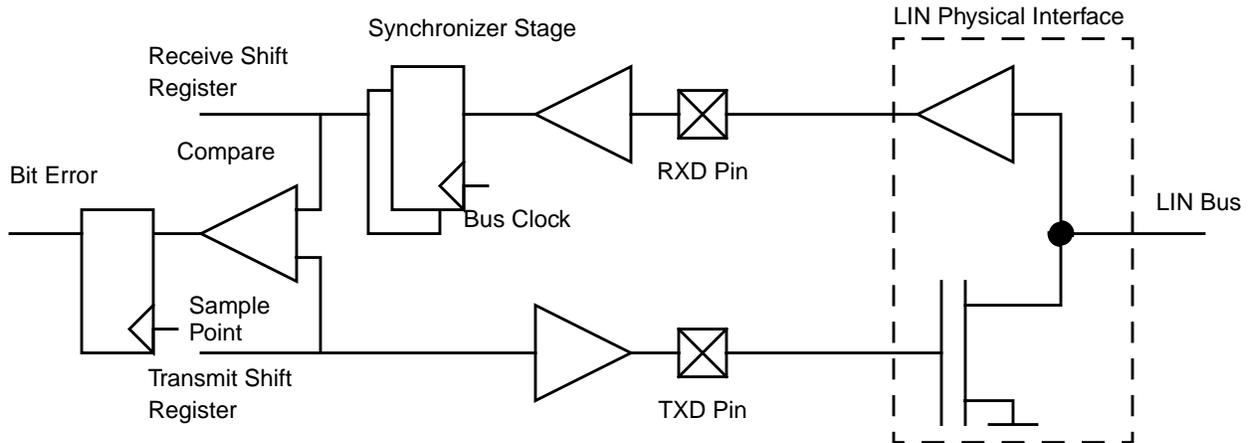 LIN Physical Interface
Synchronizer Stage
Receive Shift
Register
Compare
RXD Pin
Bit Error
LIN Bus
Bus Clock
Sample
Point
Transmit Shift
Register
TXD Pin